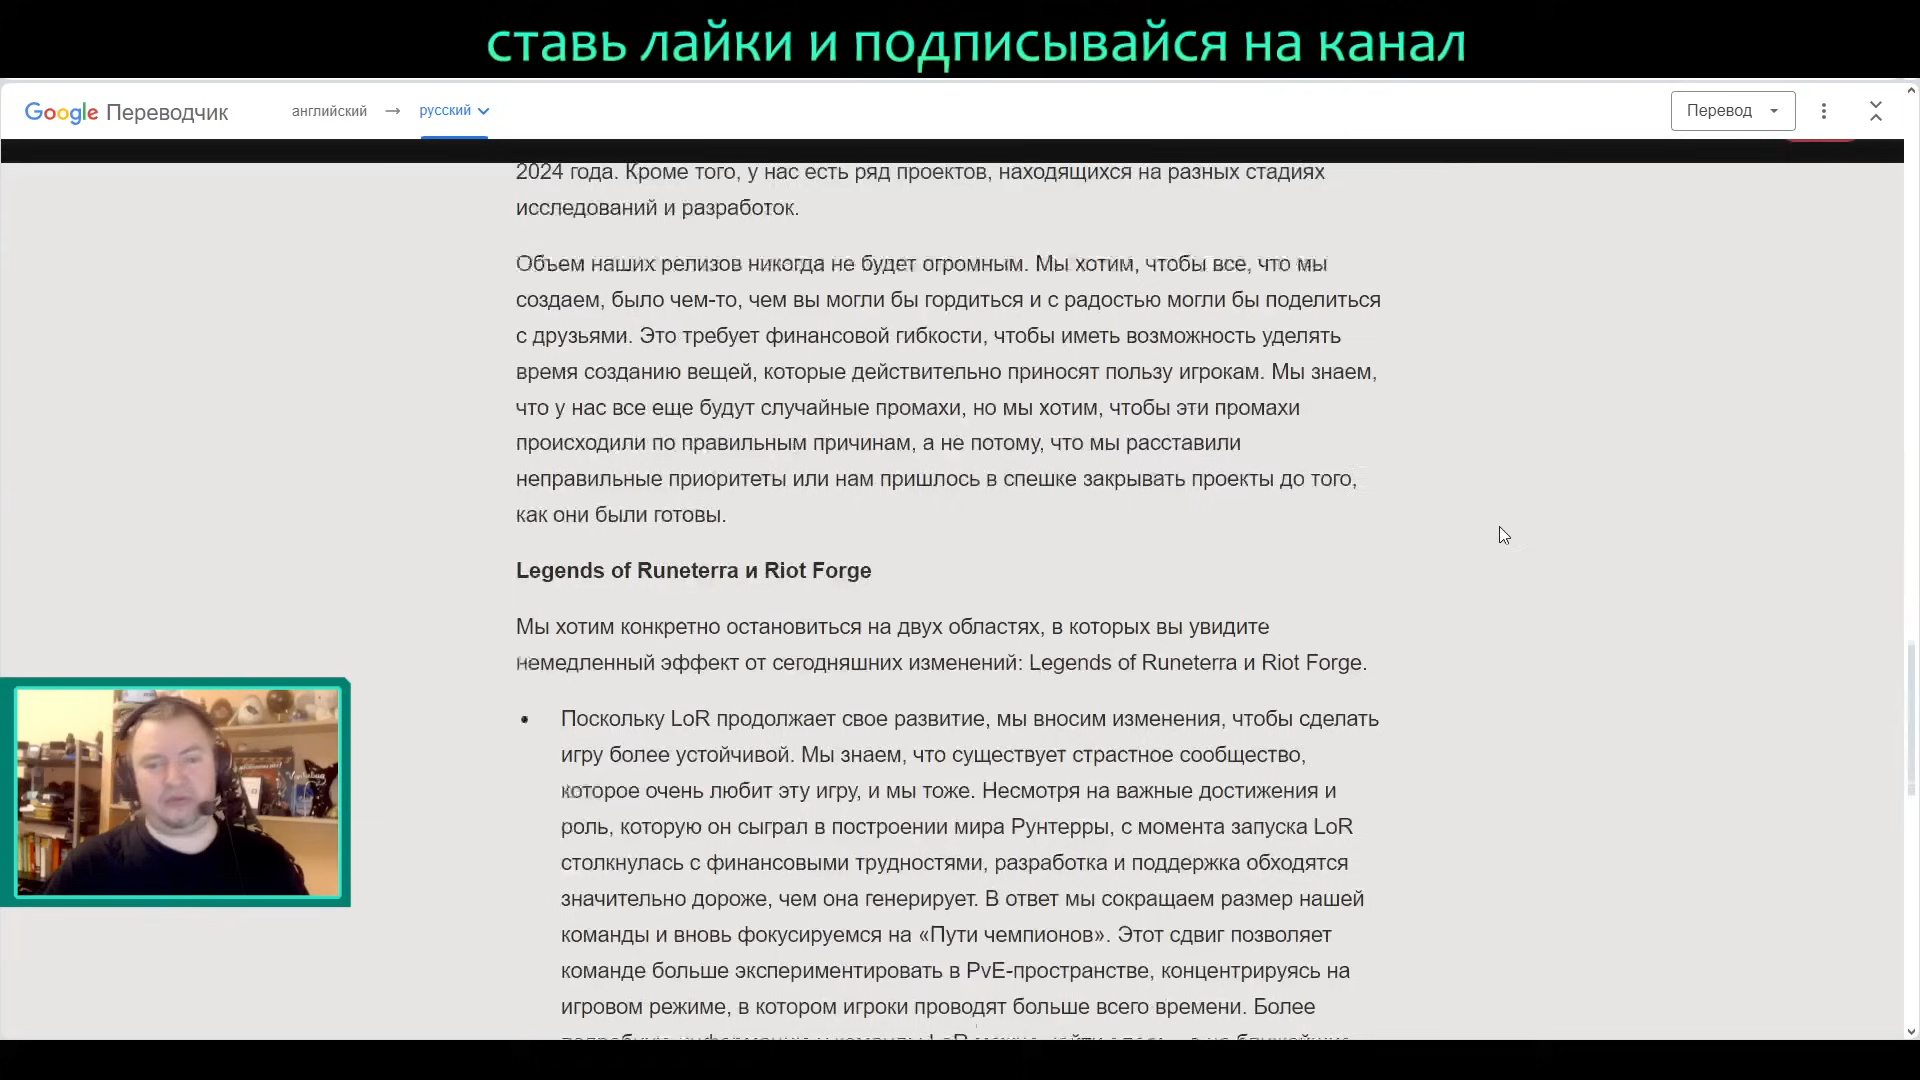 ставь лайки и подписывайся на канал
Google Переводчик
английский → русский
Перевод
2024 года. Кроме того, у нас есть ряд проектов, находящихся на разных стадиях
исследований и разработок.
Объем наших релизов никогда не будет огромным. Мы хотим, чтобы все, что мы
создаем, было чем-то, чем вы могли бы гордиться и с радостью могли бы поделиться
с друзьями. Это требует финансовой гибкости, чтобы иметь возможность уделять
время созданию вещей, которые действительно приносят пользу игрокам. Мы знаем,
что у нас все еще будут случайные промахи, но мы хотим, чтобы эти промахи
происходили по правильным причинам, а не потому, что мы расставили
неправильные приоритеты или нам пришлось в спешке закрывать проекты до того,
как они были готовы.
Legends of Runeterra и Riot Forge
Мы хотим конкретно остановиться на двух областях, в которых вы увидите
немедленный эффект от сегодняшних изменений: Legends of Runeterra и Riot Forge.
• Поскольку LoR продолжает свое развитие, мы вносим изменения, чтобы сделать
игру более устойчивой. Мы знаем, что существует страстное сообщество,
которое очень любит эту игру, и мы тоже. Несмотря на важные достижения и
роль, которую он сыграл в построении мира Рунтерры, с момента запуска LoR
столкнулась с финансовыми трудностями, разработка и поддержка обходятся
значительно дороже, чем она генерирует. В ответ мы сокращаем размер нашей
команды и вновь фокусируемся на «Пути чемпионов». Этот сдвиг позволяет
команде больше экспериментировать в PvE-пространстве, концентрируясь на
игровом режиме, в котором игроки проводят больше всего времени. Более